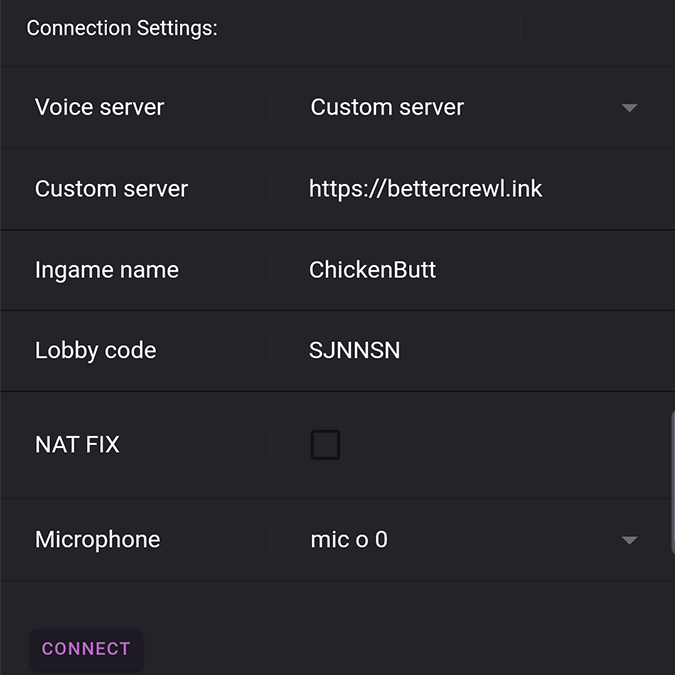 Connection Settings:
Voice server Custom server
Custom server https://bettercrewl.ink
Ingame name ChickenButt
Lobby code SJNNSN
NAT FIX
Microphone mic o 0
CONNECT